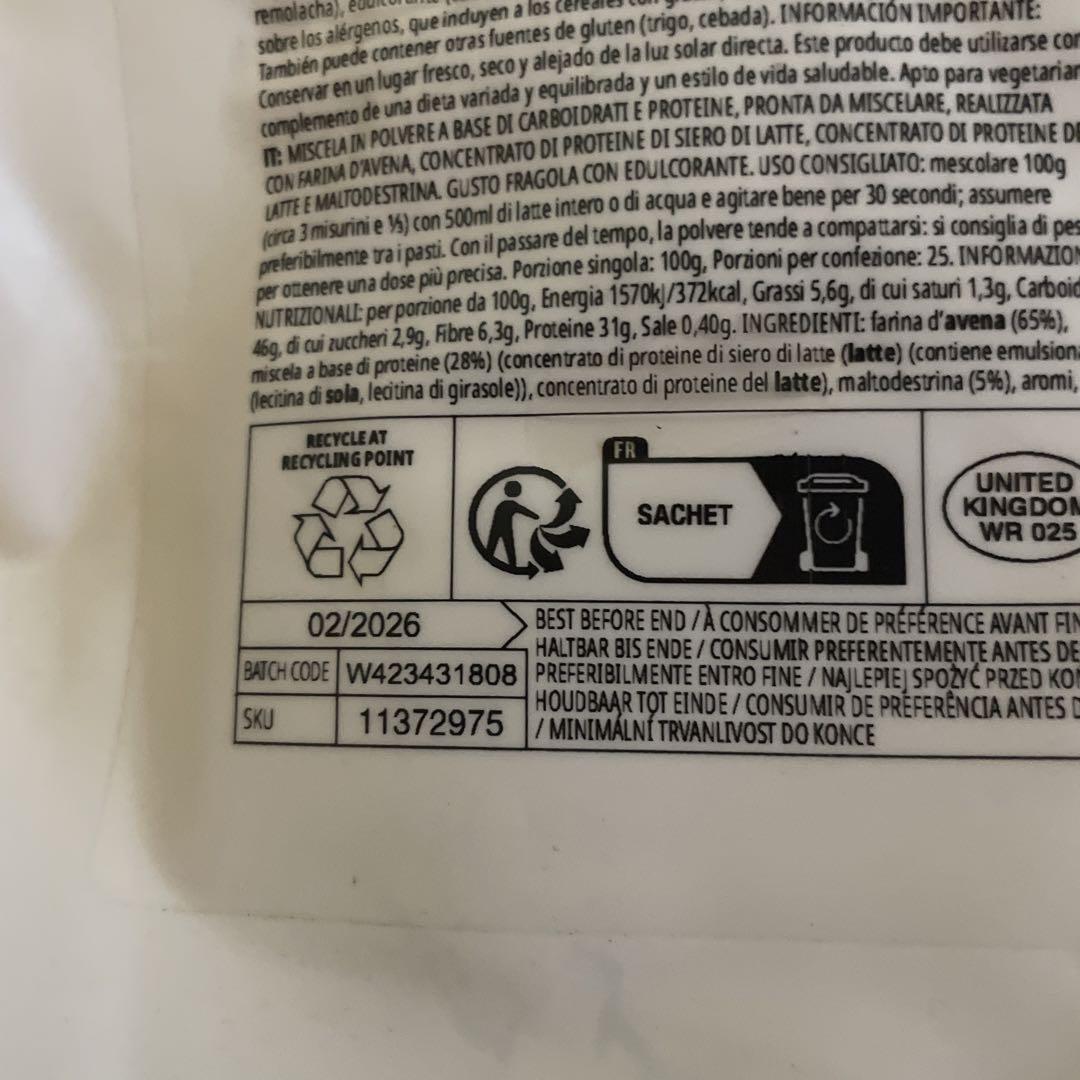 remolacha),
sobre los alérgenos, que incluyen a los cereales con
También puede contener otras fuentes de gluten (trigo, cebada). INFORMACIÓN IMPORTANTE:
Conservar en un lugar fresco, seco y alejado de la luz solar directa. Este producto debe utilizarse
complemento de una dieta variada y equilibrada y un estilo de vida saludable. Apto para
IT: MISCELA IN POLVERE A BASE DI CARBOIDRATI E PROTEINE, PRONTA DA MISCELARE, REALIZZATA
CON FARINA D'AVENA, CONCENTRATO DI PROTEINE DI SIERO DI LATTE, CONCENTRATO DI PROTEINE
LATTE E MALTODESTRINA. GUSTO FRAGOLA CON EDULCORANTE. USO CONSIGLIATO: mescolare 100g
(circa 3 misurini e ⅓) con 500ml di latte intero o di acqua e agitare bene per 30 secondi; assumere
preferibilmente tra i pasti. Con il passare del tempo, la polvere tende a compattarsi: si consiglia di
per ottenere una dose più precisa. Porzione singola: 100g, Porzioni per confezione: 25.
NUTRIZIONALI: per porzione da 100g, Energia 1570kJ/372kcal, Grassi 5,6g, di cui saturi 1,3g,
46g, di cui zuccheri 2,9g, Fibre 6,3g, Proteine 31g, Sale 0,40g. INGREDIENTI: farina d'avena (65%),
miscela a base di proteine (28%) (concentrato di proteine di siero di latte (latte) (contiene
(lecitina di soia, lecitina di girasole)), concentrato di proteine del latte), maltodestrina (5%), aromi,
RECYCLE AT
RECYCLING POINT
FR
SACHET
UNITED
KINGDOM
WR 025
02/2026
BATCH CODE W423431808
SKU 11372975
BEST BEFORE END / À CONSOMMER DE PRÉFÉRENCE AVANT FIN
HALTBAR BIS ENDE / CONSUMIR PREFERENTEMENTE ANTES DE
PREFERIBILMENTE ENTRO FINE / NAJLEPIEJ SPOŻYĆ PRZED
HOUDBAAR TOT EINDE / CONSUMIR DE PREFERÊNCIA ANTES
/ MINIMÁLNÍ TRVANLIVOST DO KONCE